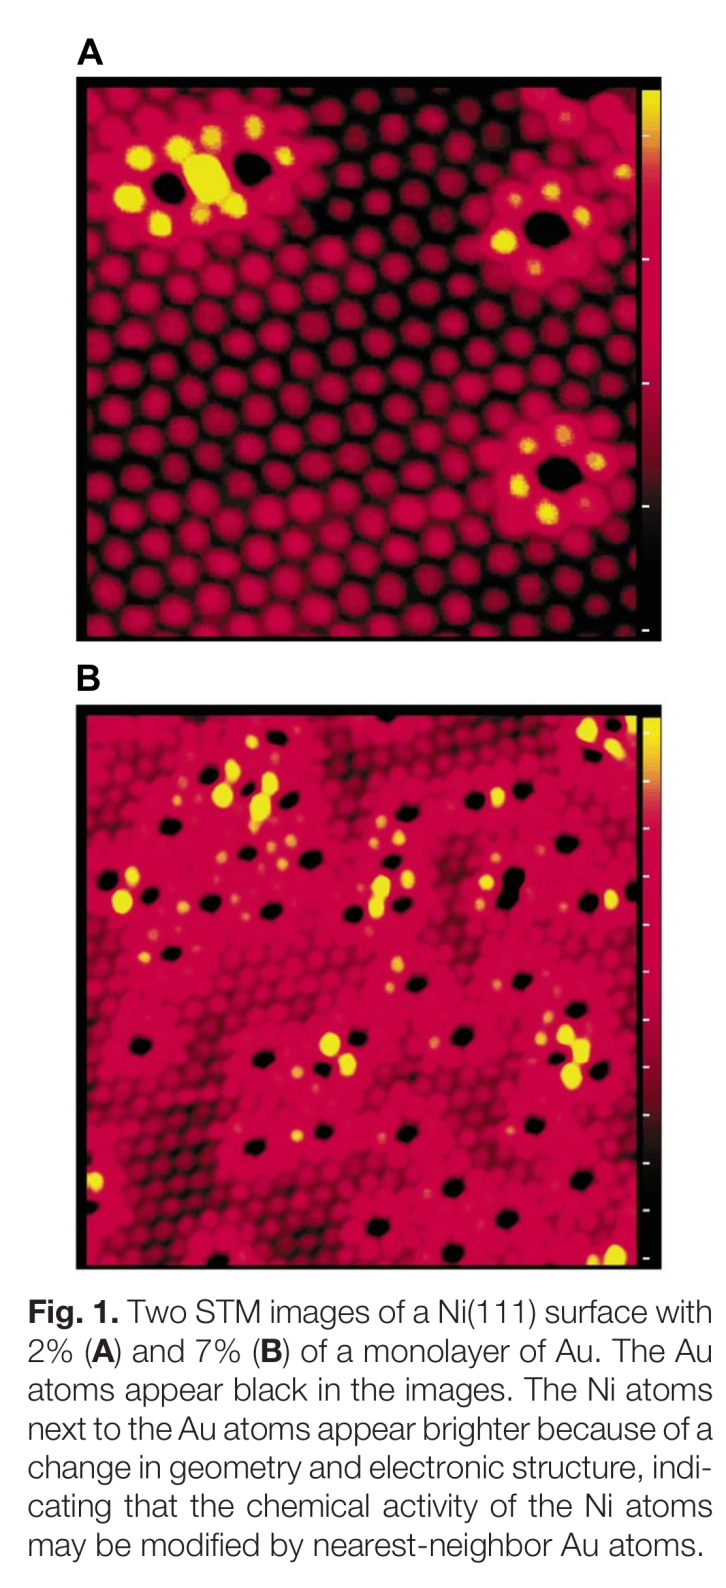 A
B
Fig. 1. Two STM images of a Ni(111) surface with
2% (A) and 7% (B) of a monolayer of Au. The Au
atoms appear black in the images. The Ni atoms
next to the Au atoms appear brighter because of a
change in geometry and electronic structure, indi-
cating that the chemical activity of the Ni atoms
may be modified by nearest-neighbor Au atoms.